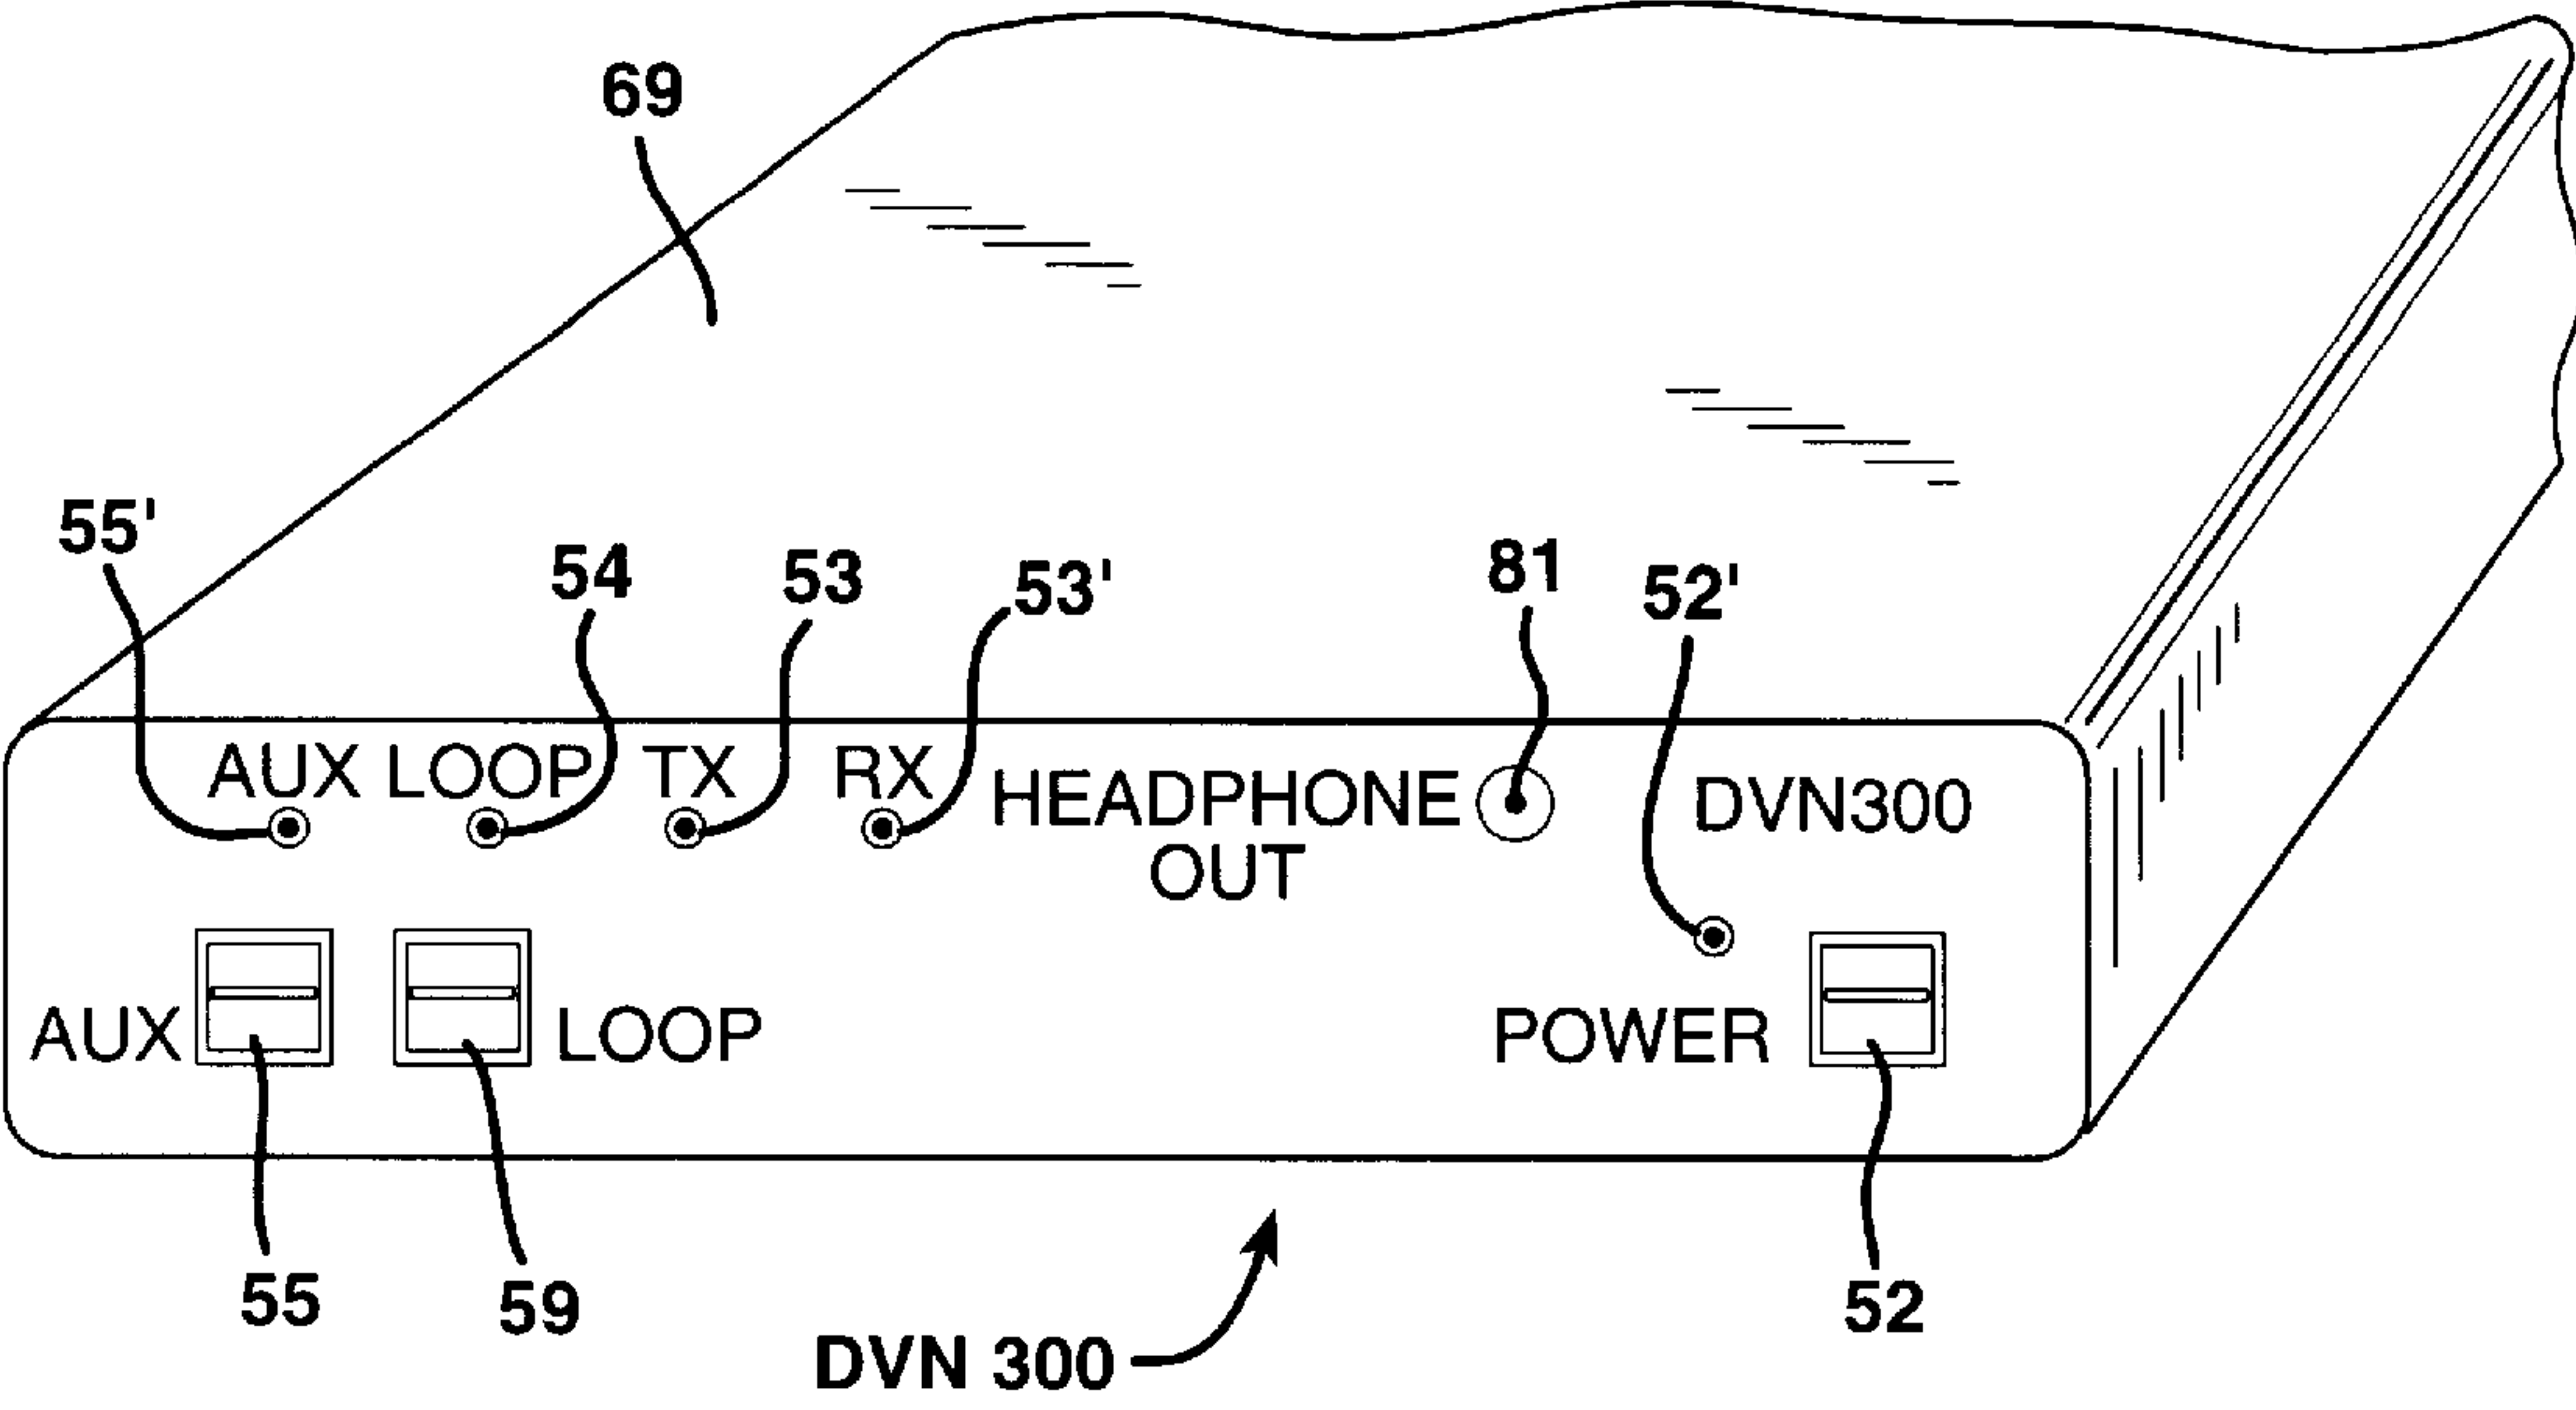 69
55'
54
53
53'
81
52'
AUX LOOP TX RX
HEADPHONE
OUT
DVN300
AUX
LOOP
POWER
55
59
52
DVN 300